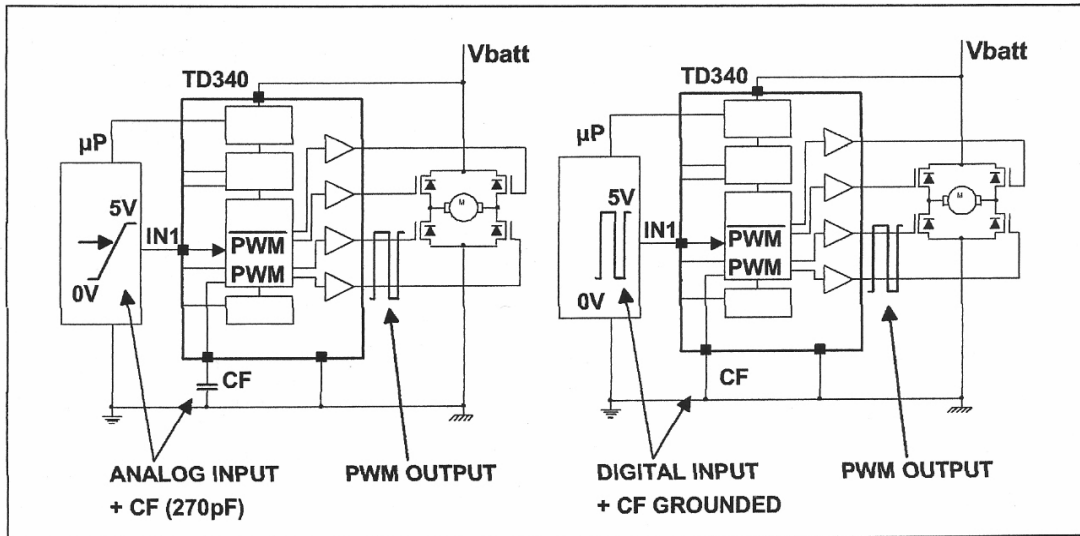 Vbatt
TD340
µP
5V
IN1
PWM
PWM
0V
M
CF
ANALOG INPUT
+ CF (270pF)
PWM OUTPUT
Vbatt
TD340
µP
5V
IN1
PWM
PWM
0V
M
CF
DIGITAL INPUT
+ CF GROUNDED
PWM OUTPUT